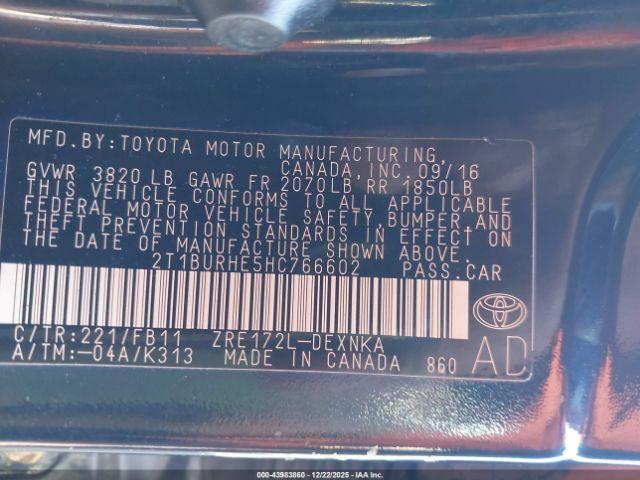 MFD. BY: TOYOTA MOTOR MANUFACTURING,
CANADA, INC. 09/16
GVWR 3820 LB GAWR FR 2070LB RR 1850LB
THIS VEHICLE CONFORMS TO ALL APPLICABLE
FEDERAL MOTOR VEHICLE SAFETY, BUMPER, AND
THEFT PREVENTION STANDARDS IN EFFECT ON
THE DATE OF MANUFACTURE SHOWN ABOVE.
2T1BURHE5HC766602 PASS. CAR
C/TR: 221/FB11 ZRE172L-DEXNKA
A/TM: -04A/K313 MADE IN CANADA 860 AD
000-43983860 | 12/22/2025 - IAAI.com